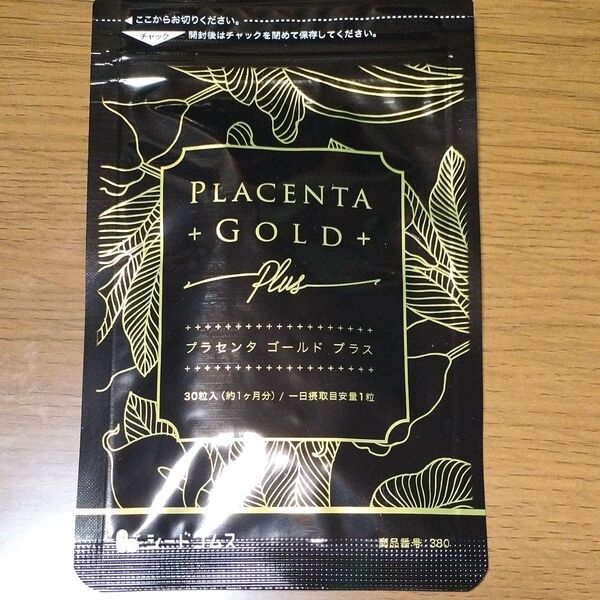 ◀ここからお切りください。
チャック 開封後はチャックを閉めて保存してください。
PLACENTA
+ GOLD +
Plus
プラセンタ ゴールド プラス
30粒入(約1ヶ月分)/ 一日摂取目安量1粒
シードコムス 商品番号:380